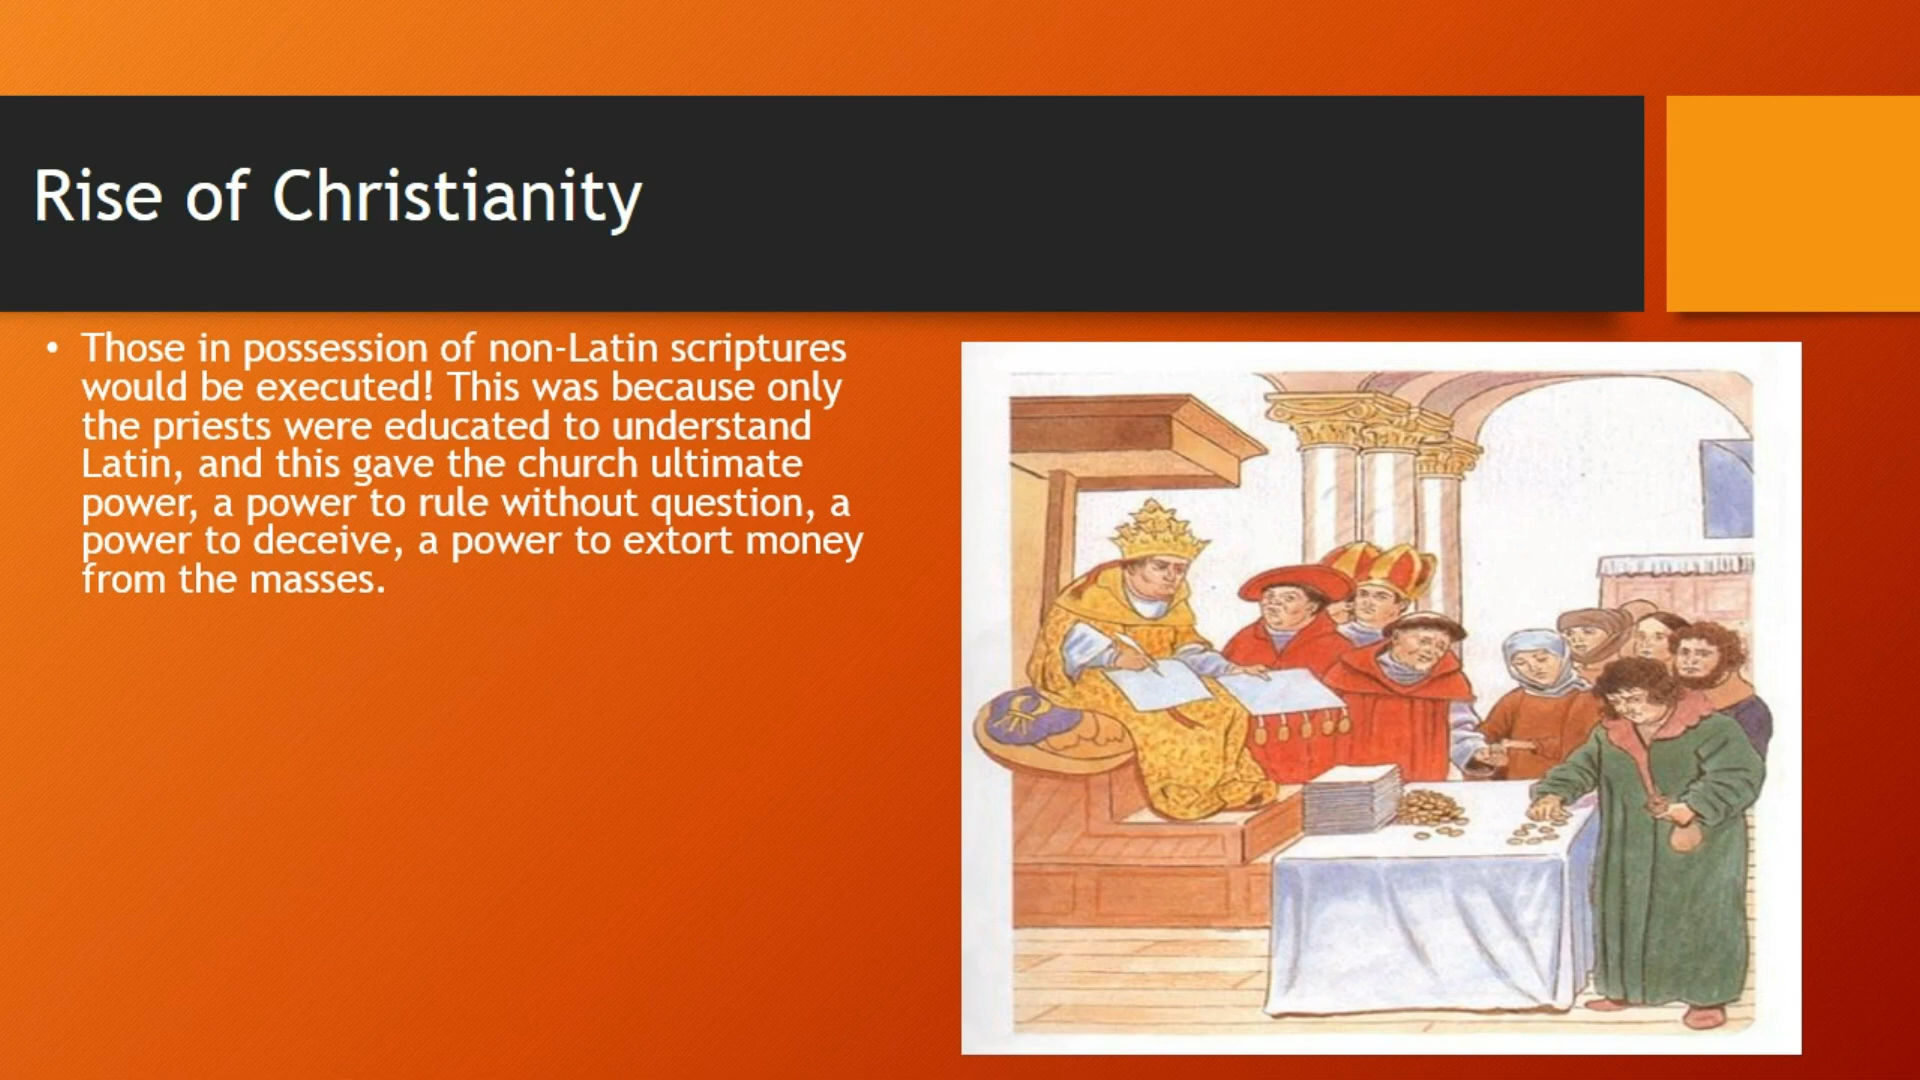 Rise of Christianity
• Those in possession of non-Latin scriptures
would be executed! This was because only
the priests were educated to understand
Latin, and this gave the church ultimate
power, a power to rule without question, a
power to deceive, a power to extort money
from the masses.